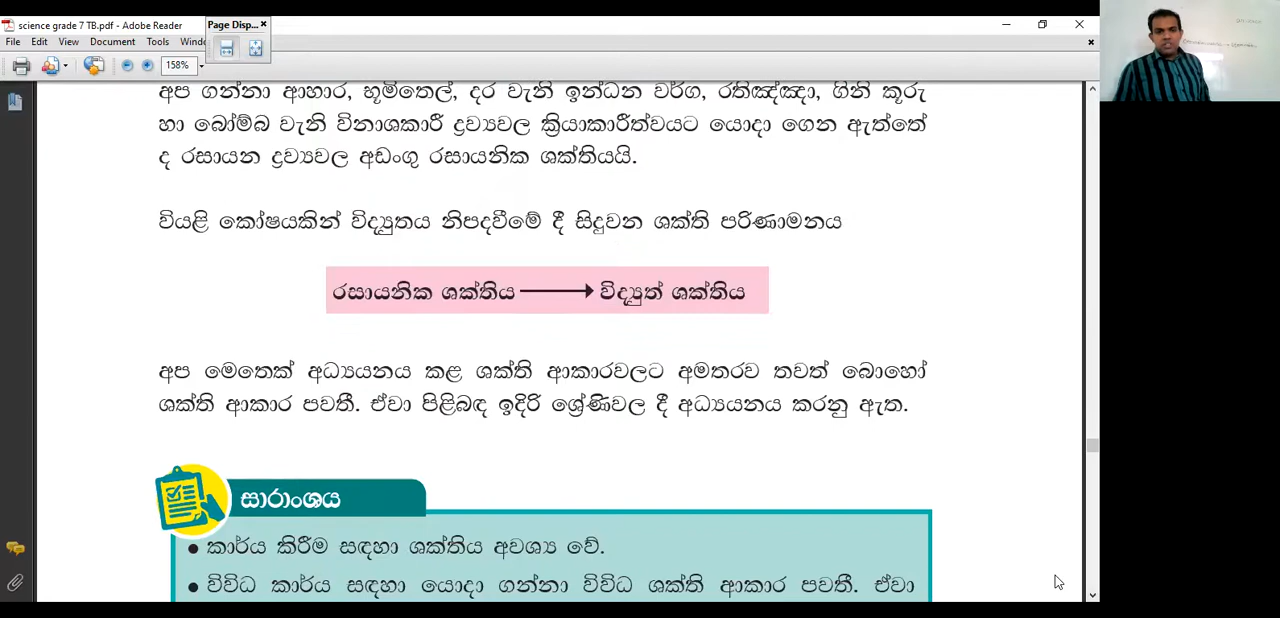 science grade 7 TB.pdf - Adobe Reader
Page Disp...
File Edit View Document Tools Windo
158%
අප ගන්නා ආහාර, භූමිතෙල්, දර වැනි ඉන්ධන වර්ග, රතිඤ්ඤා, ගිනි කූරු
හා බෝම්බ වැනි විනාශකාරී ද්‍රව්‍යවල ක්‍රියාකාරීත්වයට යොදා ගෙන ඇත්තේ
ද රසායන ද්‍රව්‍යවල අඩංගු රසායනික ශක්තියයි.
වියළි කෝෂයකින් විද්‍යුතය නිපදවීමේ දී සිදුවන ශක්ති පරිණාමනය
රසායනික ශක්තිය ⟶ විද්‍යුත් ශක්තිය
අප මෙතෙක් අධ්‍යයනය කළ ශක්ති ආකාරවලට අමතරව තවත් බොහෝ
ශක්ති ආකාර පවතී. ඒවා පිළිබඳ ඉදිරි ශ්‍රේණිවල දී අධ්‍යයනය කරනු ඇත.
සාරාංශය
● කාර්ය කිරීම සඳහා ශක්තිය අවශ්‍ය වේ.
● විවිධ කාර්ය සඳහා යොදා ගන්නා විවිධ ශක්ති ආකාර පවතී. ඒවා